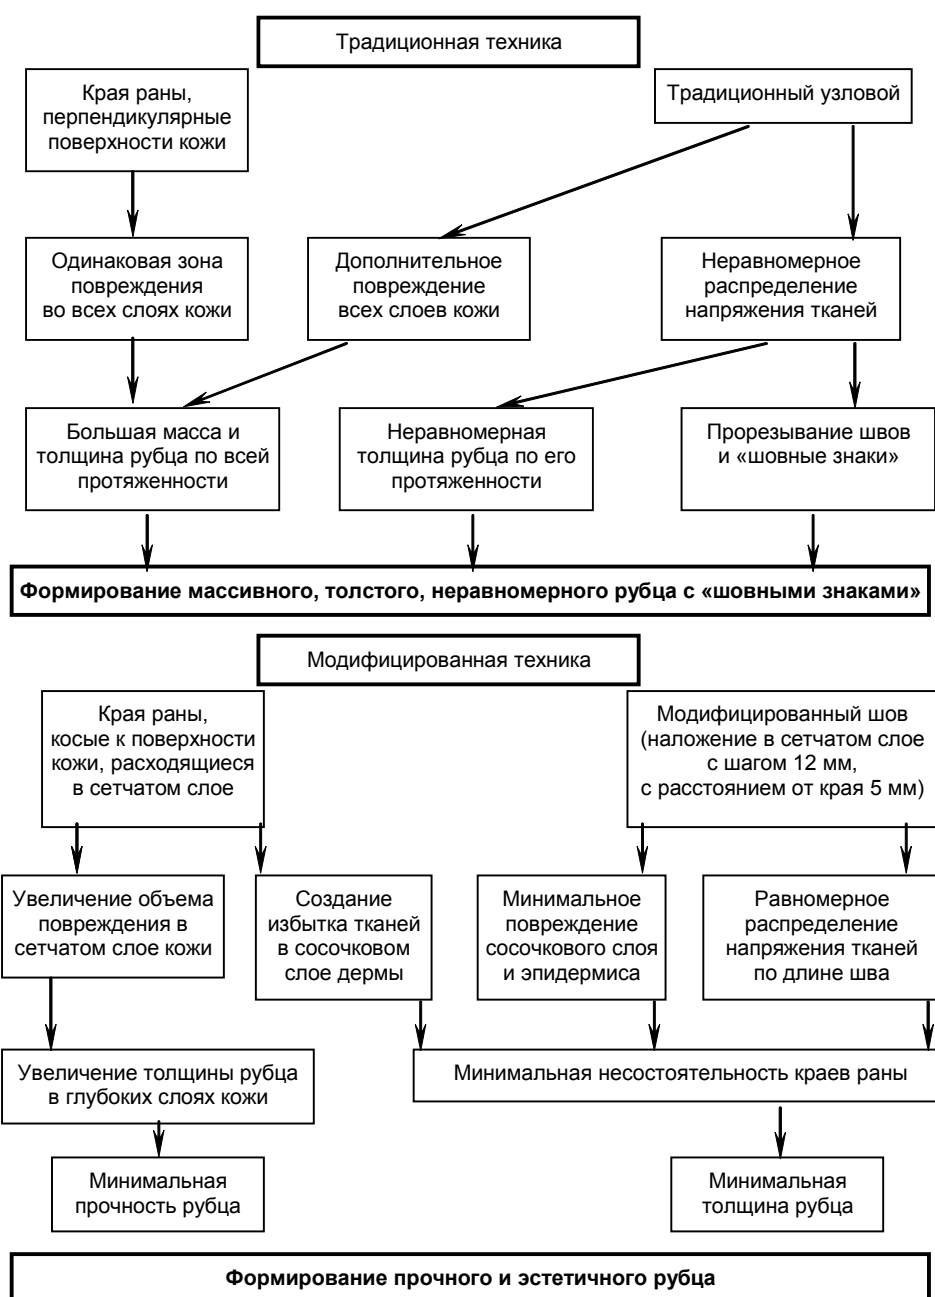 Традиционная техника
Края раны,
перпендикулярные
поверхности кожи
Традиционный узловой
Одинаковая зона
повреждения
во всех слоях кожи
Дополнительное
повреждение
всех слоев кожи
Неравномерное
распределение
напряжения тканей
Большая масса и
толщина рубца по всей
протяженности
Неравномерная
толщина рубца по его
протяженности
Прорезывание швов
и «шовные знаки»
Формирование массивного, толстого, неравномерного рубца с «шовными знаками»
Модифицированная техника
Края раны,
косые к поверхности
кожи, расходящиеся
в сетчатом слое
Модифицированный шов
(наложение в сетчатом слое
с шагом 12 мм,
с расстоянием от края 5 мм)
Увеличение объема
повреждения в
сетчатом слое кожи
Создание
избытка тканей
в сосочковом
слое дермы
Минимальное
повреждение
сосочкового слоя
и эпидермиса
Равномерное
распределение
напряжения тканей
по длине шва
Увеличение толщины рубца
в глубоких слоях кожи
Минимальная несостоятельность краев раны
Минимальная
прочность рубца
Минимальная
толщина рубца
Формирование прочного и эстетичного рубца